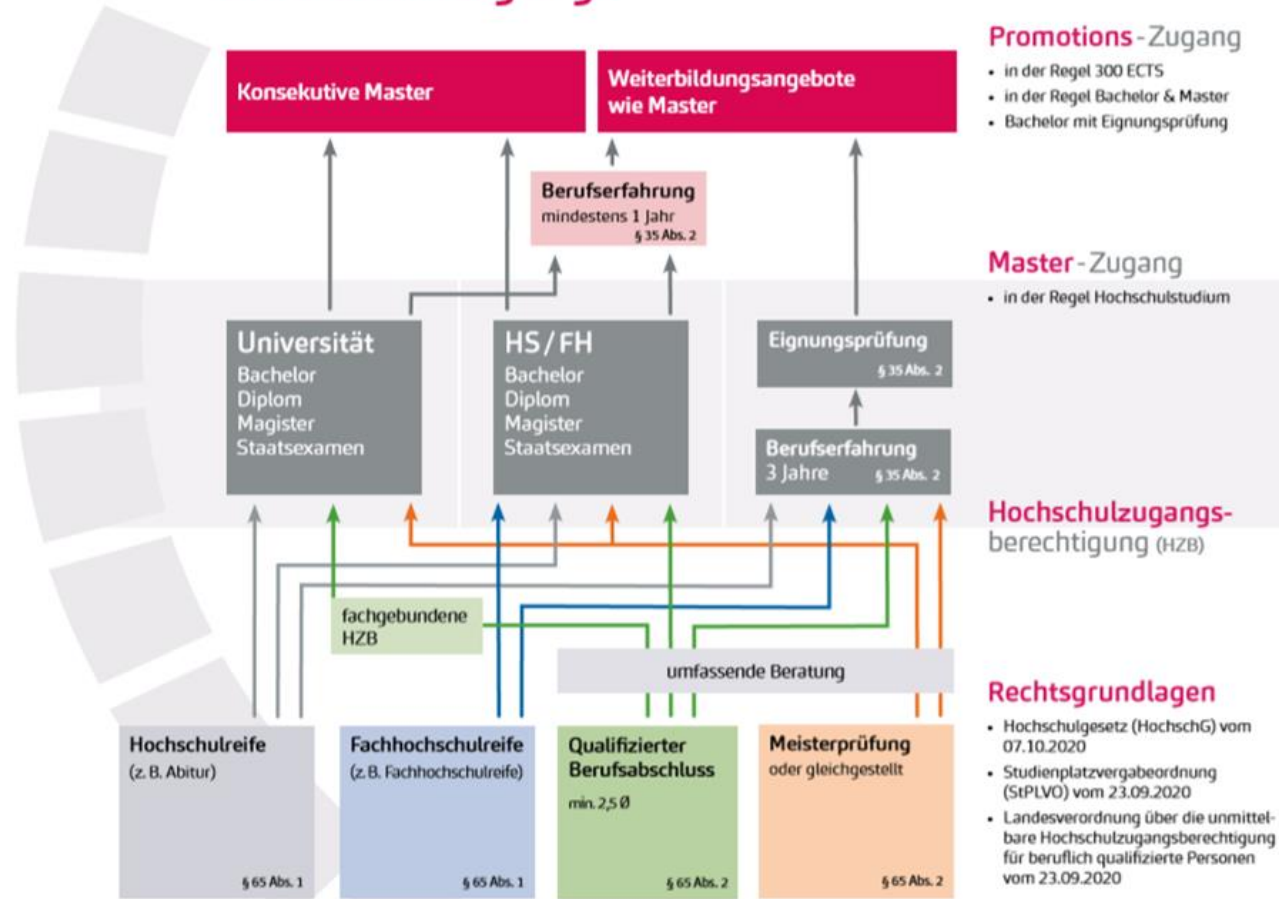 Konsekutive Master
Weiterbildungsangebote
wie Master
Berufserfahrung
mindestens 1 Jahr
§ 35 Abs. 2
Universität
Bachelor
Diplom
Magister
Staatsexamen
HS/FH
Bachelor
Diplom
Magister
Staatsexamen
Eignungsprüfung
§ 35 Abs. 2
Berufserfahrung
3 Jahre § 35 Abs. 2
fachgebundene
HZB
umfassende Beratung
Hochschulreife
(z. B. Abitur)
§ 65 Abs. 1
Fachhochschulreife
(z. B. Fachhochschulreife)
§ 65 Abs. 1
Qualifizierter
Berufsabschluss
min. 2,5 Ø
§ 65 Abs. 2
Meisterprüfung
oder gleichgestellt
§ 65 Abs. 2
Promotions-Zugang
• in der Regel 300 ECTS
• in der Regel Bachelor & Master
• Bachelor mit Eignungsprüfung
Master-Zugang
• in der Regel Hochschulstudium
Hochschulzugangs-
berechtigung (HZB)
Rechtsgrundlagen
• Hochschulgesetz (HochschG) vom
07.10.2020
• Studienplatzvergabeordnung
(StPLVO) vom 23.09.2020
• Landesverordnung über die unmittel-
bare Hochschulzugangsberechtigung
für beruflich qualifizierte Personen
vom 23.09.2020